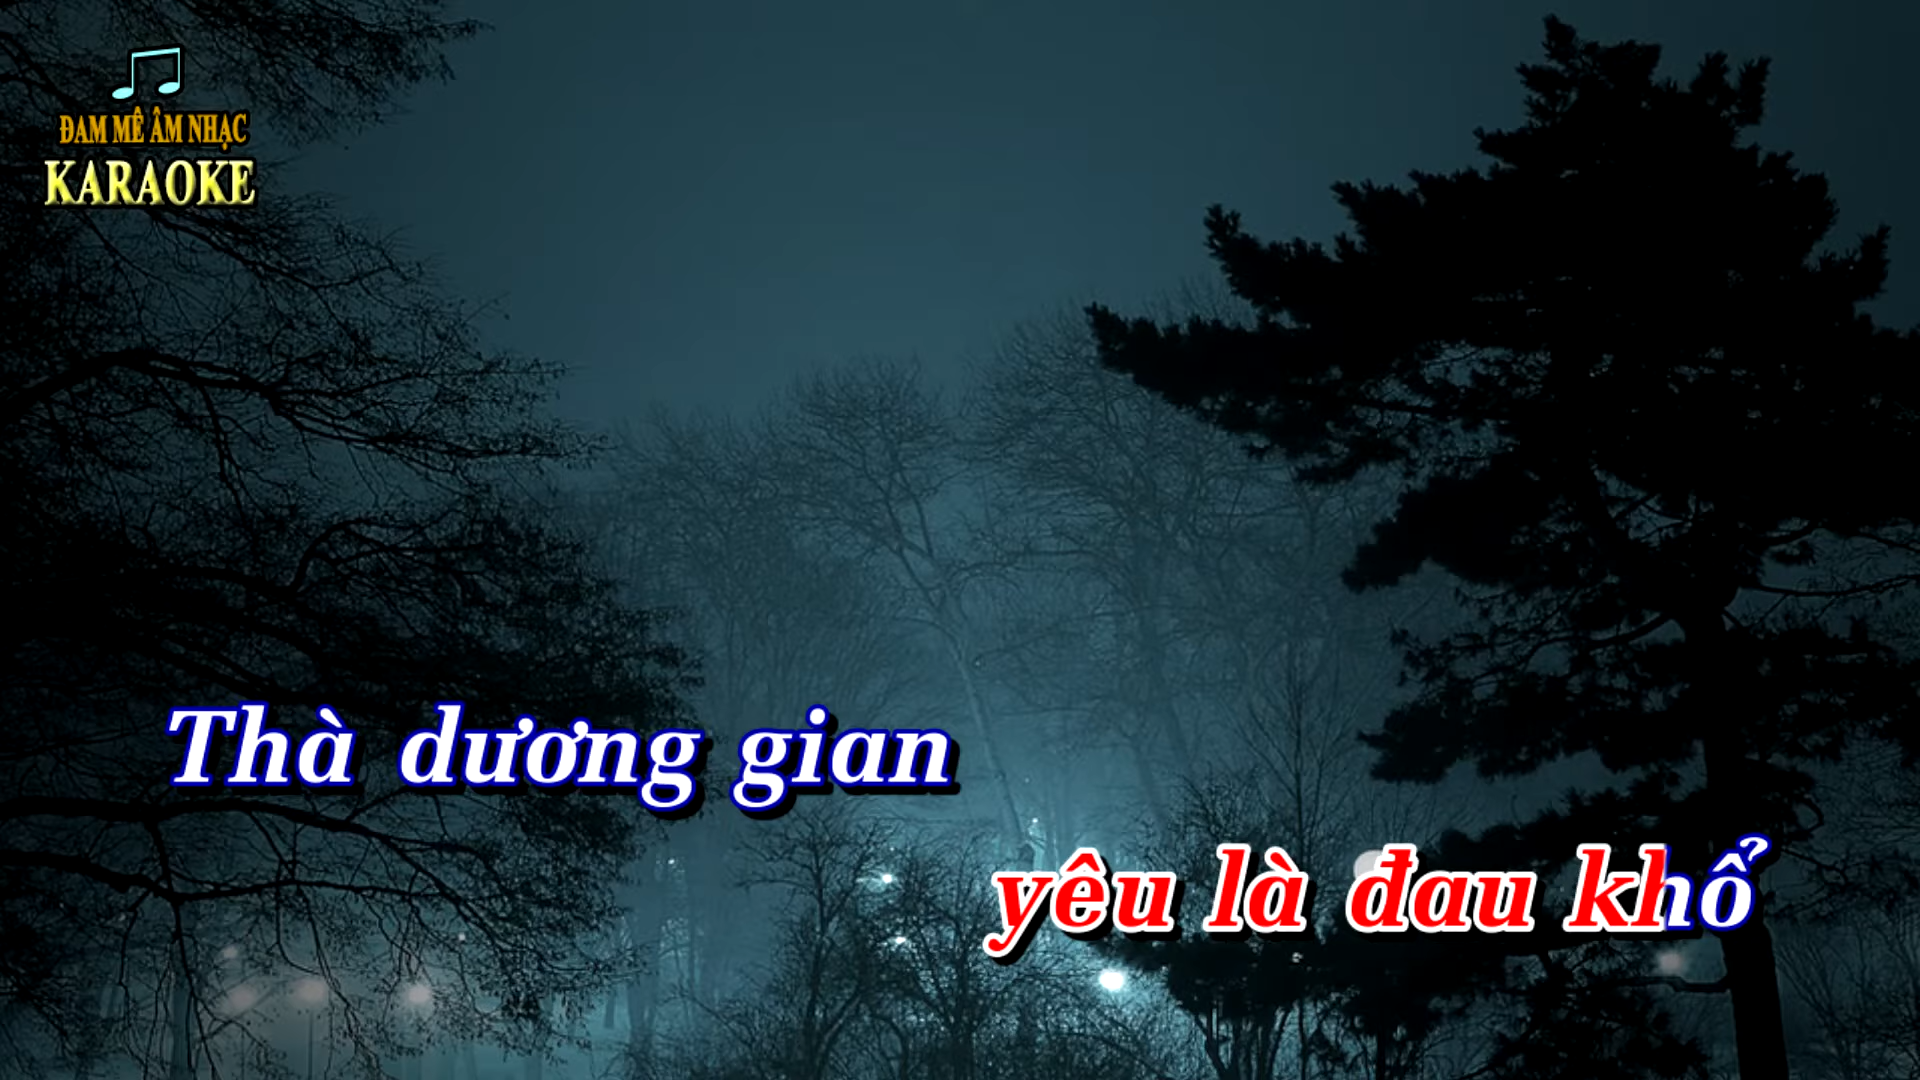 ĐAM MÊ ÂM NHẠC
KARAOKE
Thà dương gian
yêu là đau khổ